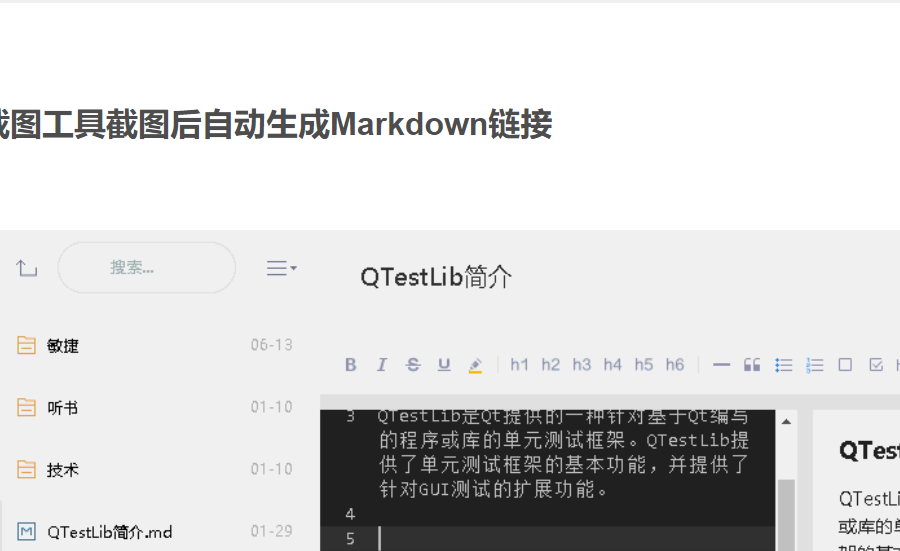 图工具截图后自动生成Markdown链接
搜索...
QTestLib简介
敏捷 06-13
B I S U h1 h2 h3 h4 h5 h6
听书 01-10
3 QTestLib是Qt提供的一种针对基于Qt编写
的程序或库的单元测试框架。QTestLib提
供了单元测试框架的基本功能，并提供了
针对GUI测试的扩展功能。
4
5
技术 01-10
QTestLib简介.md 01-29
QTest
QTestLi
或库的单
架的基本